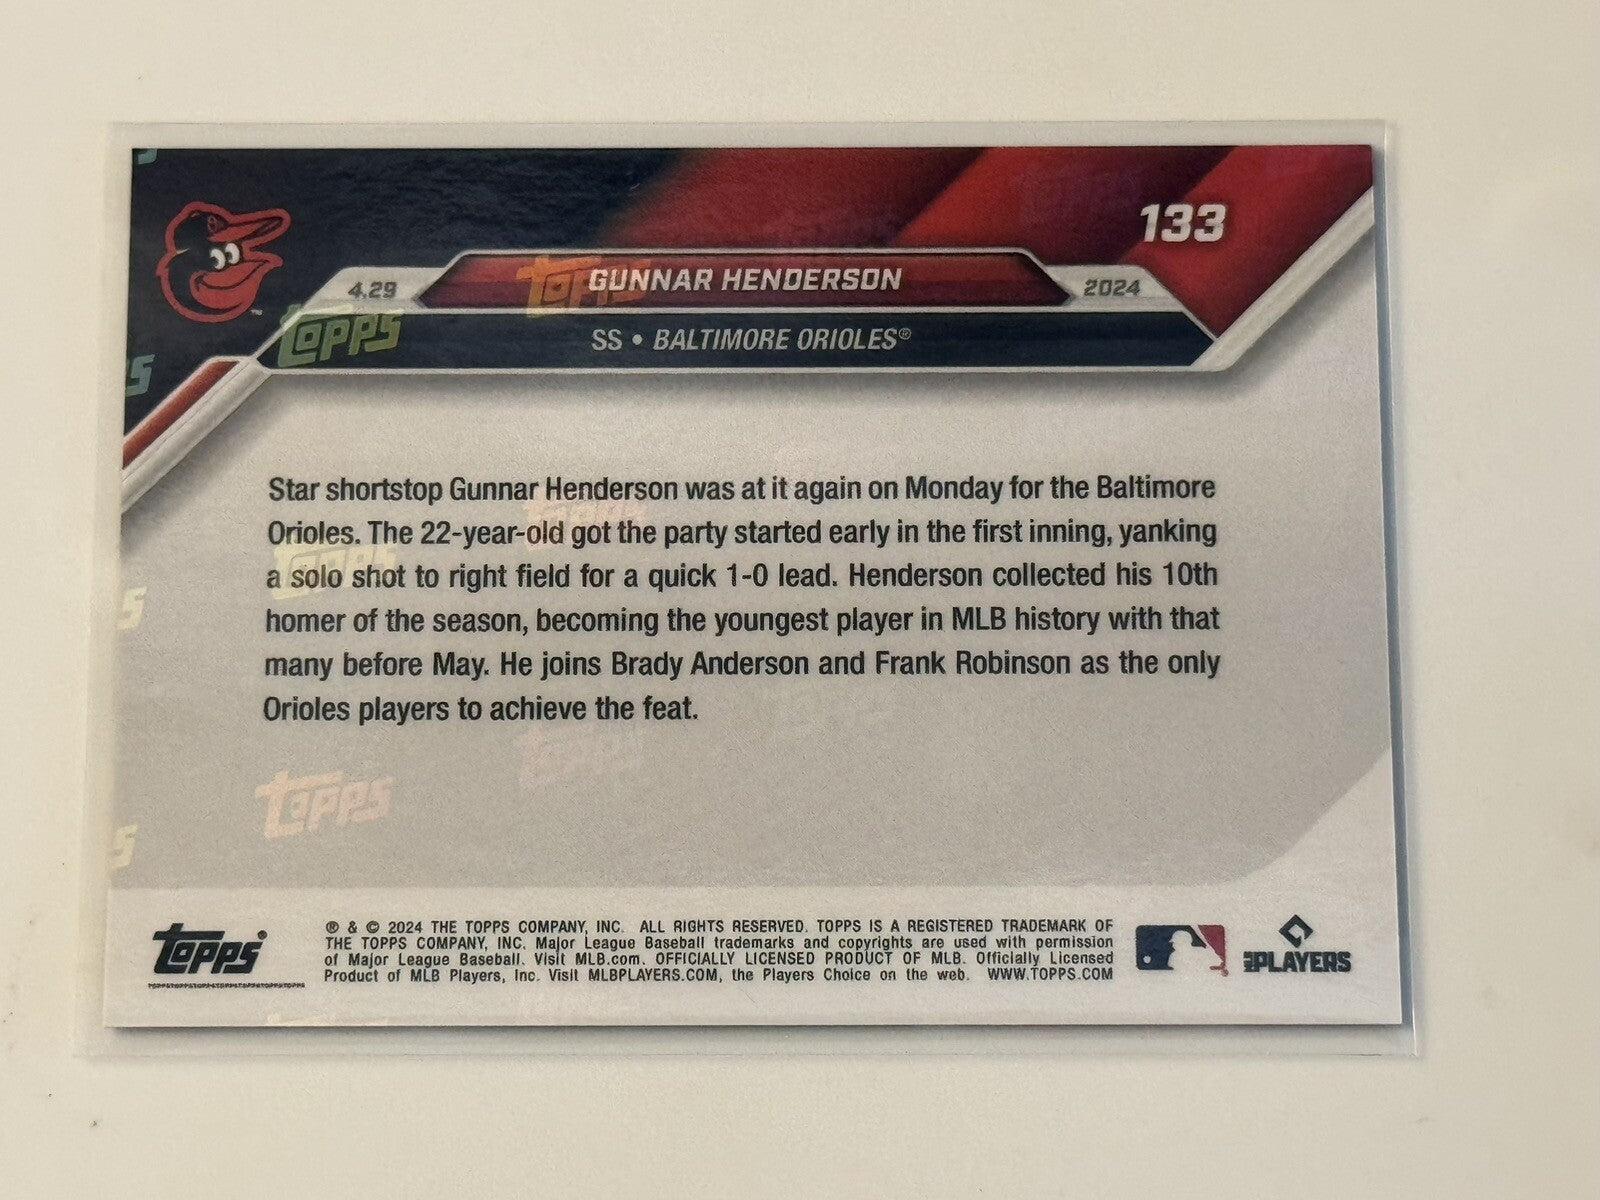 133
4.29 GUNNAR HENDERSON 2024
SS • BALTIMORE ORIOLES®
Star shortstop Gunnar Henderson was at it again on Monday for the Baltimore
Orioles. The 22-year-old got the party started early in the first inning, yanking
a solo shot to right field for a quick 1-0 lead. Henderson collected his 10th
homer of the season, becoming the youngest player in MLB history with that
many before May. He joins Brady Anderson and Frank Robinson as the only
Orioles players to achieve the feat.
Topps
Topps
Topps
Topps® 
® & © 2024 THE TOPPS COMPANY, INC. ALL RIGHTS RESERVED. TOPPS IS A REGISTERED TRADEMARK OF
THE TOPPS COMPANY, INC. Major League Baseball trademarks and copyrights are used with permission
of Major League Baseball. Visit MLB.com. OFFICIALLY LICENSED PRODUCT OF MLB. Officially Licensed
Product of MLB Players, Inc. Visit MLBPLAYERS.COM, the Players Choice on the web. WWW.TOPPS.COM
MLB PLAYERS